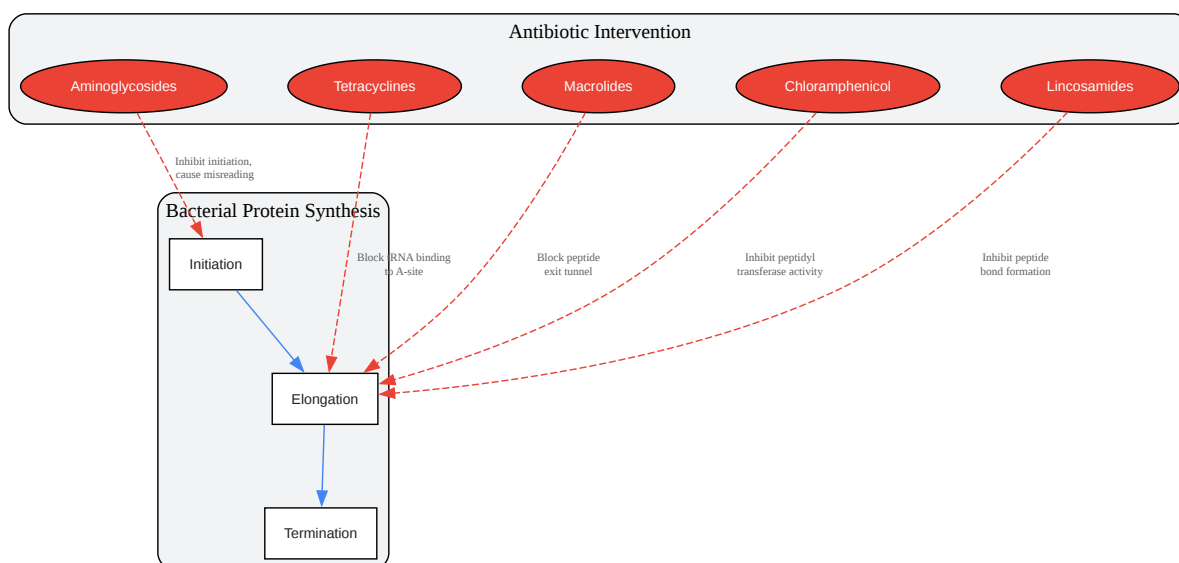 Antibiotic Intervention
Aminoglycosides
Tetracyclines
Macrolides
Chloramphenicol
Lincosamides
Inhibit initiation,
cause misreading
Bacterial Protein Synthesis
Initiation
Block tRNA binding
to A-site
Block peptide
exit tunnel
Inhibit peptidyl
transferase activity
Inhibit peptide
bond formation
Elongation
Termination